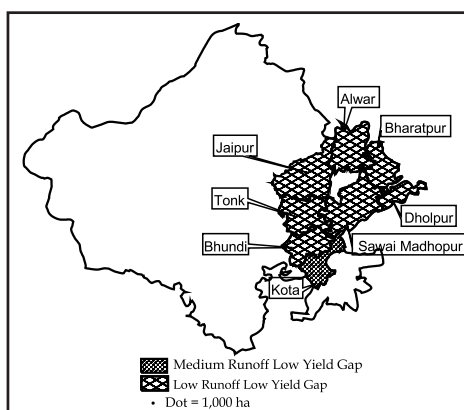 Alwar
Bharatpur
Jaipur
Tonk
Dholpur
Bhundi
Sawai Madhopur
Kota
Medium Runoff Low Yield Gap
Low Runoff Low Yield Gap
• Dot = 1,000 ha